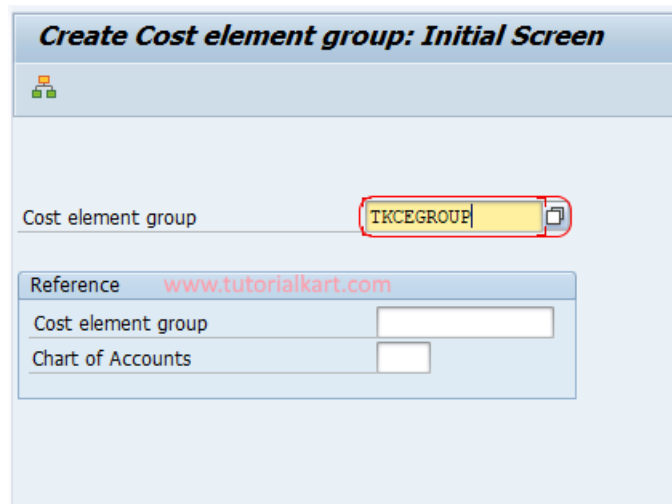 Create Cost element group: Initial Screen
Cost element group TKCEGROUP
Reference www.tutorialkart.com
Cost element group
Chart of Accounts